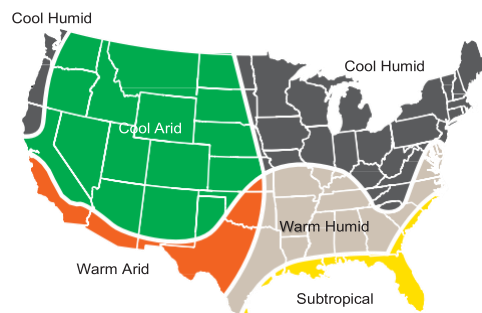 Cool Humid
Cool Humid
Cool Arid
Warm Humid
Warm Arid
Subtropical